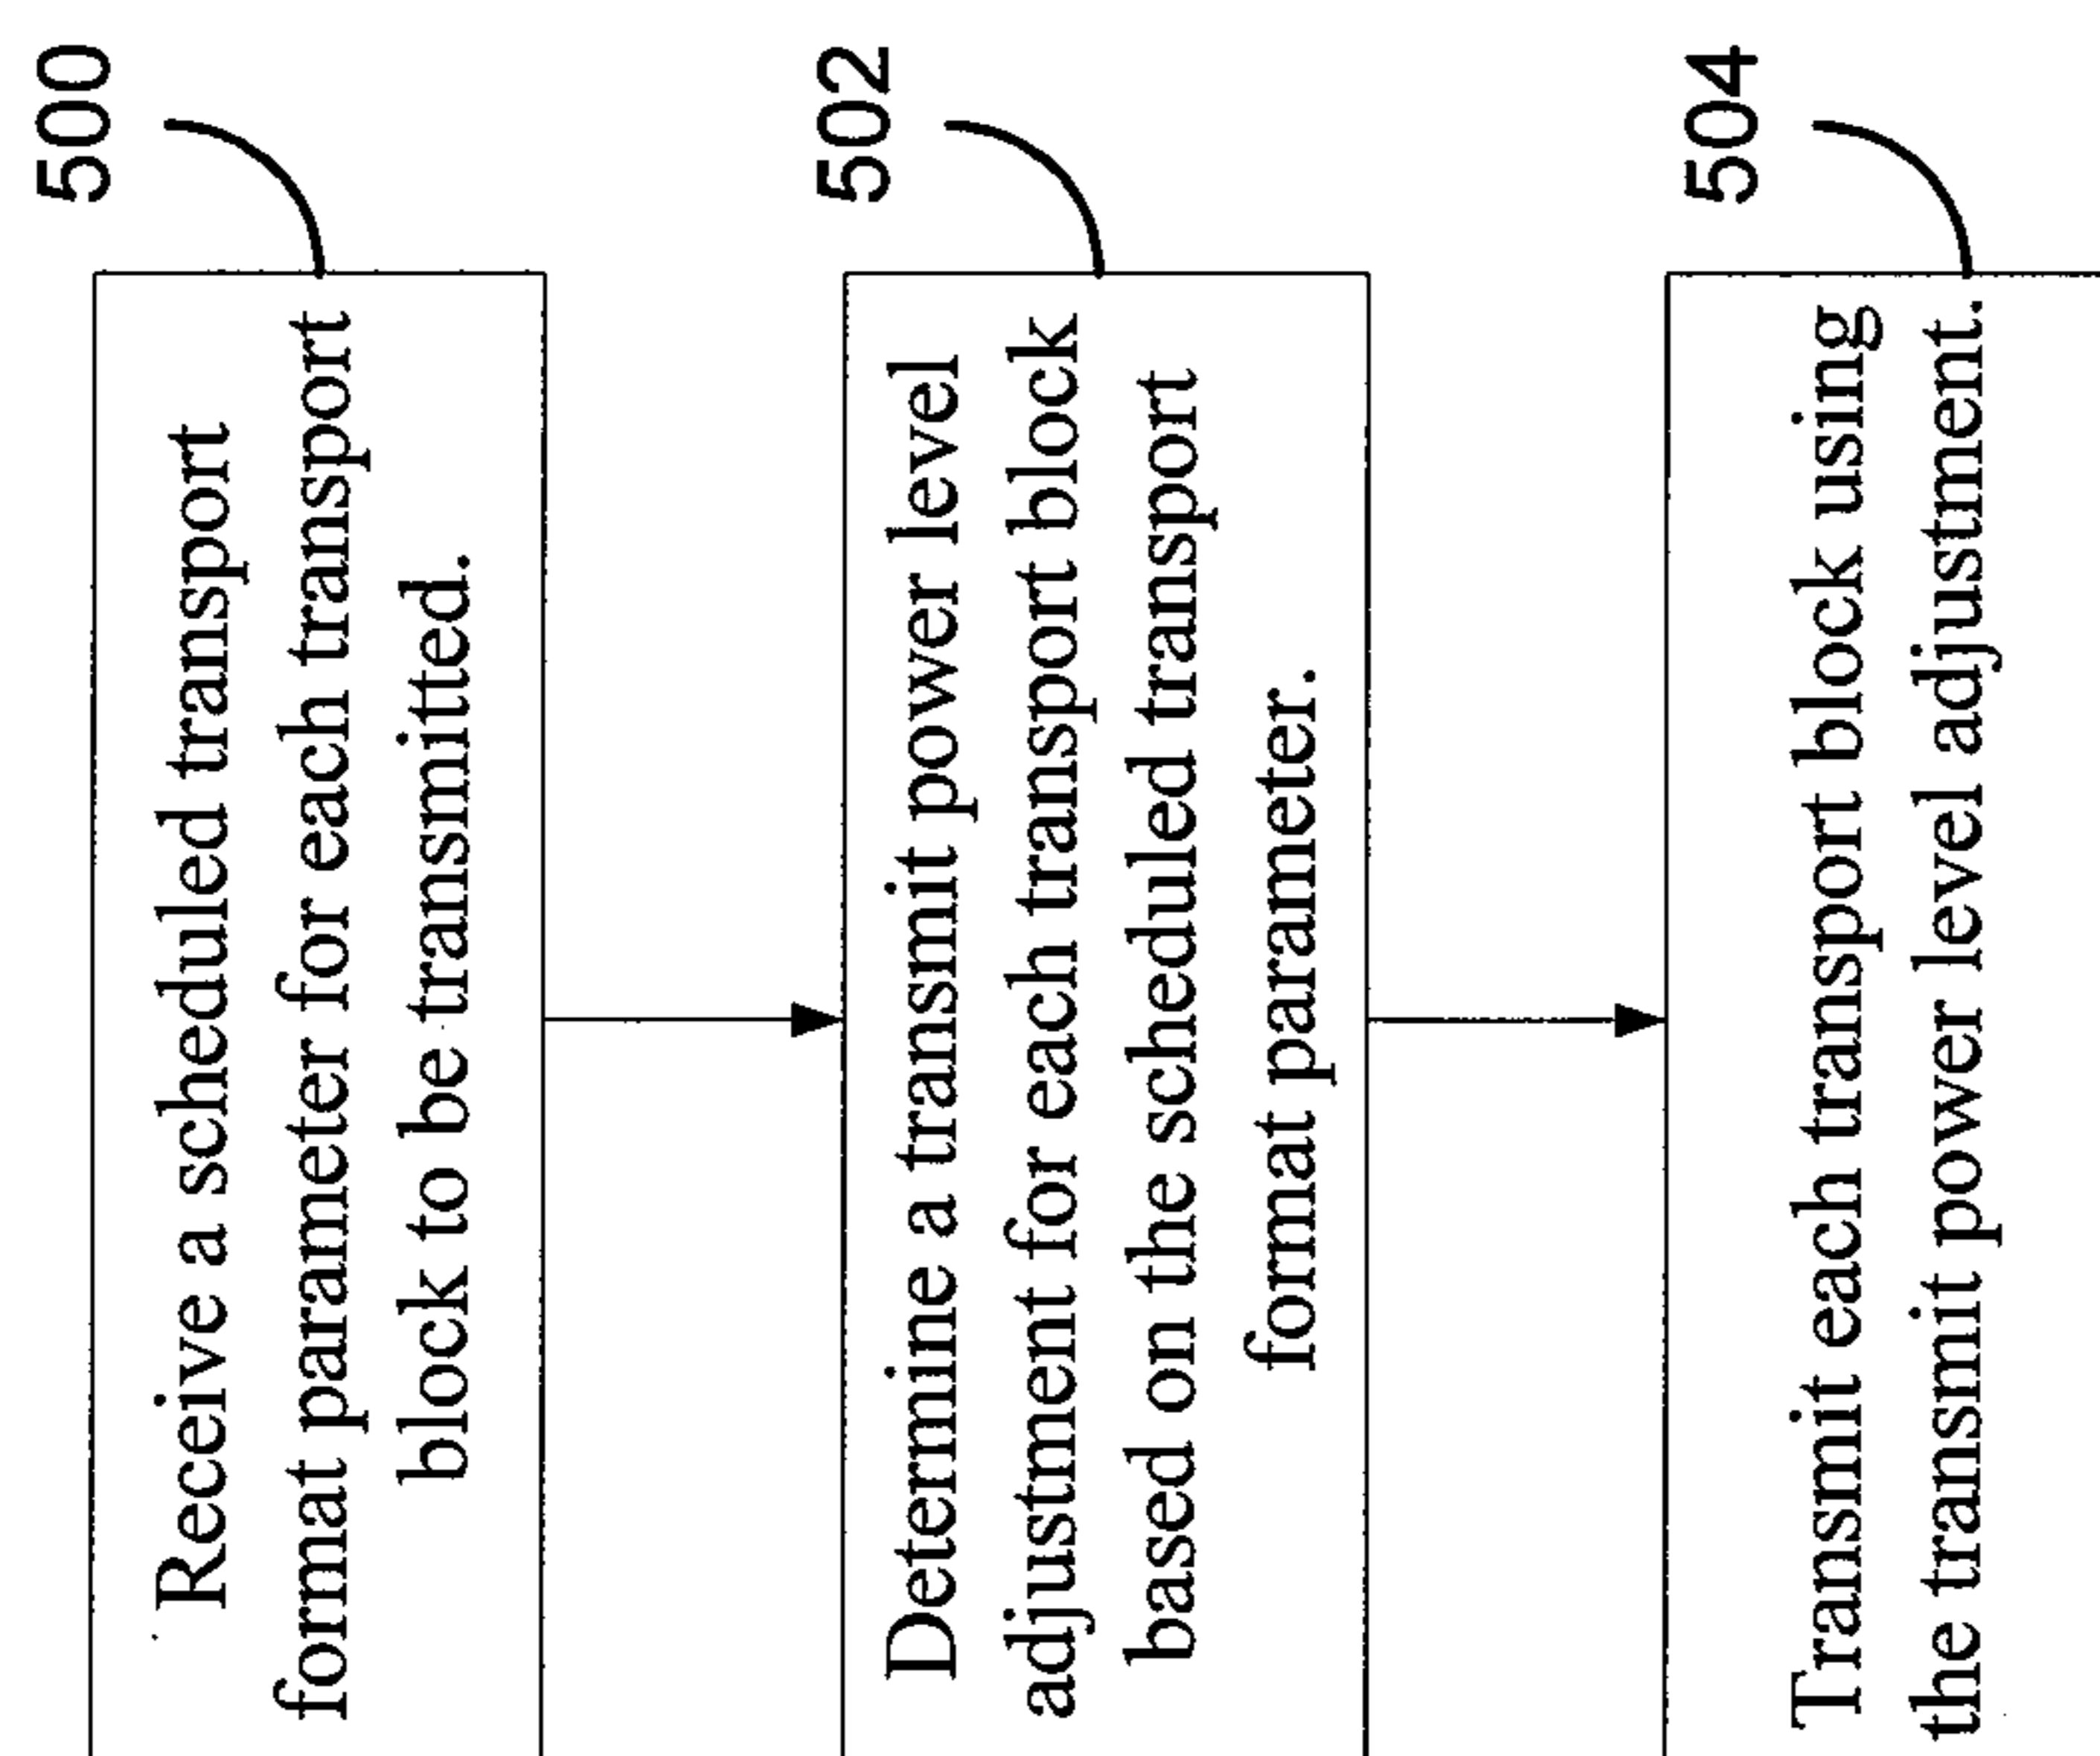 500
Receive a scheduled transport
format parameter for each transport
block to be transmitted.
502
Determine a transmit power level
adjustment for each transport block
based on the scheduled transport
format parameter.
504
Transmit each transport block using
the transmit power level adjustment.